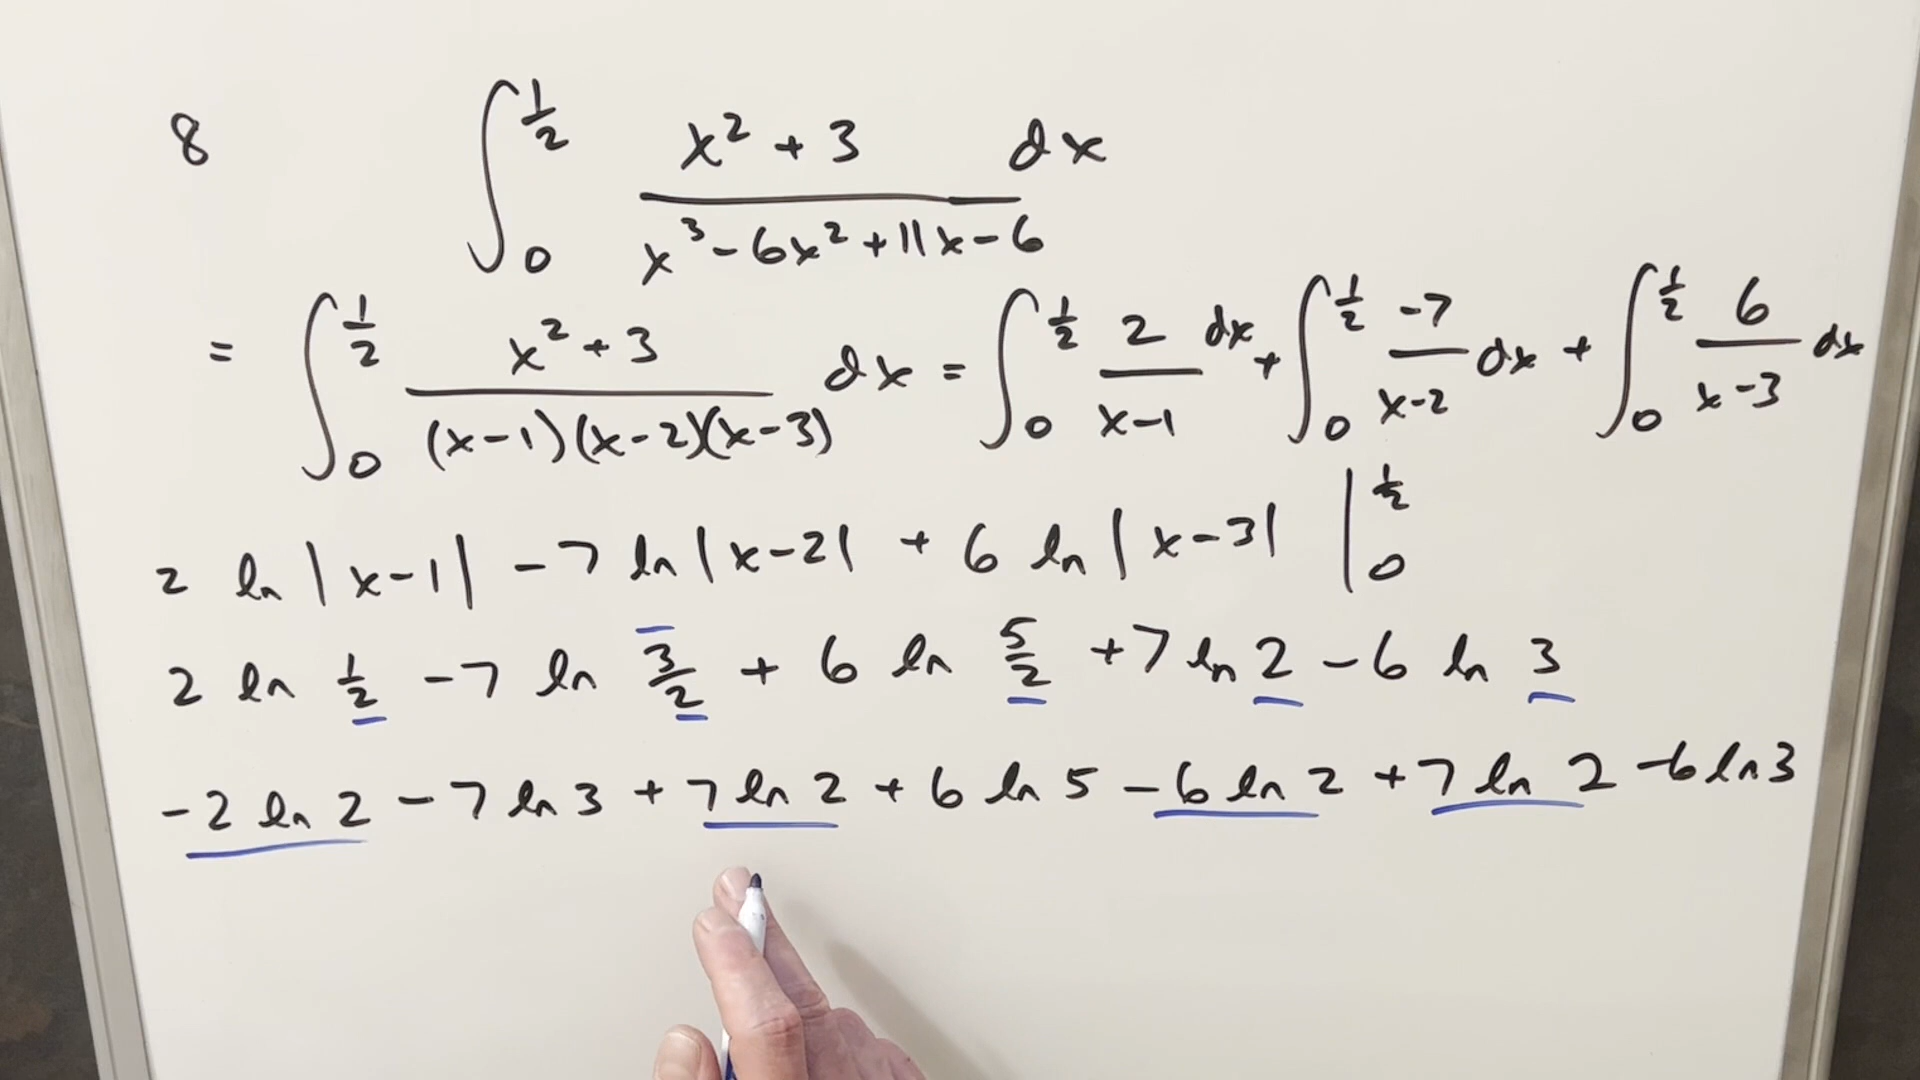 8 ∫₀^{1/2} (x² + 3)/(x³ - 6x² + 11x - 6) dx
= ∫₀^{1/2} (x² + 3)/((x-1)(x-2)(x-3)) dx = ∫₀^{1/2} 2/(x-1) dx + ∫₀^{1/2} -7/(x-2) dx + ∫₀^{1/2} 6/(x-3) dx
2 ln |x-1| - 7 ln |x-2| + 6 ln |x-3| |₀^{1/2}
2 ln 1/2 - 7 ln 3/2 + 6 ln 5/2 + 7 ln 2 - 6 ln 3
-2 ln 2 - 7 ln 3 + 7 ln 2 + 6 ln 5 - 6 ln 2 + 7 ln 2 - 6 ln 3